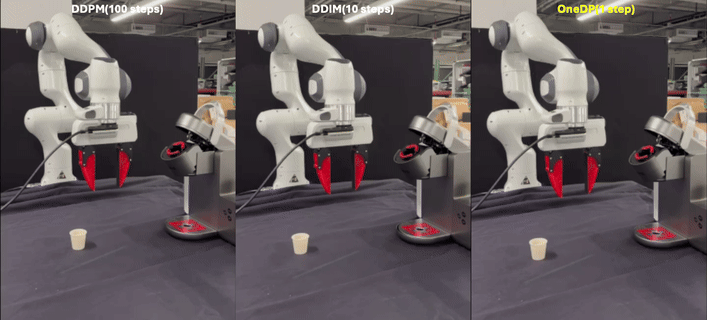 DDPM(100 steps)
DDIM(10 steps)
OneDP(1 step)